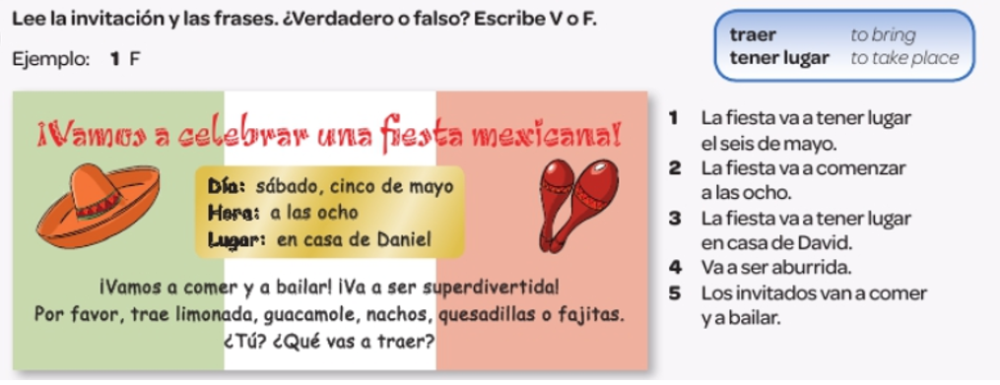 Lee la invitación y las frases. ¿Verdadero o falso? Escribe V o F.
Ejemplo: 1 F
traer to bring
tener lugar to take place
¡Vamos a celebrar una fiesta mexicana!
Día: sábado, cinco de mayo
Hora: a las ocho
Lugar: en casa de Daniel
¡Vamos a comer y a bailar! ¡Va a ser superdivertida!
Por favor, trae limonada, guacamole, nachos, quesadillas o fajitas.
¿Tú? ¿Qué vas a traer?
1 La fiesta va a tener lugar
el seis de mayo.
2 La fiesta va a comenzar
a las ocho.
3 La fiesta va a tener lugar
en casa de David.
4 Va a ser aburrida.
5 Los invitados van a comer
y a bailar.